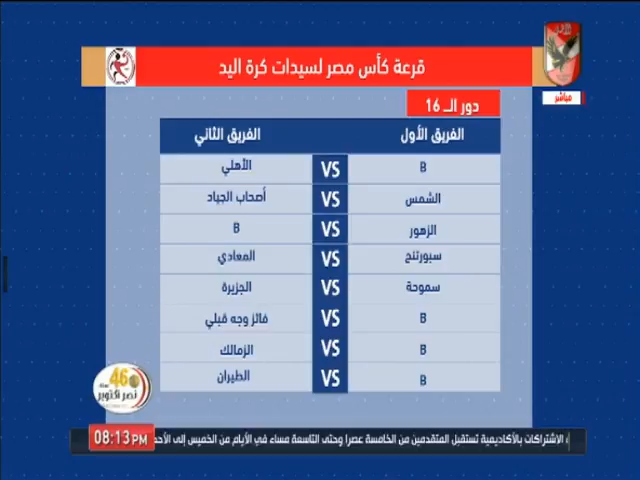 قرعة كأس مصر لسيدات كرة اليد
مباشر
دور الـ 16
الفريق الأول الفريق الثاني
B VS الأهلي
الشمس VS أصحاب الجياد
الزهور VS B
سبورتنج VS المعادي
سموحة VS الجزيرة
B VS فائز وجه قبلي
B VS الزمالك
B VS الطيران
46 سنة
نصر أكتوبر
08:13 PM
، الاشتراكات بالأكاديمية تستقبل المتقدمين من الخامسة عصرا وحتى التاسعة مساء في الأيام من الخميس إلى الأحد